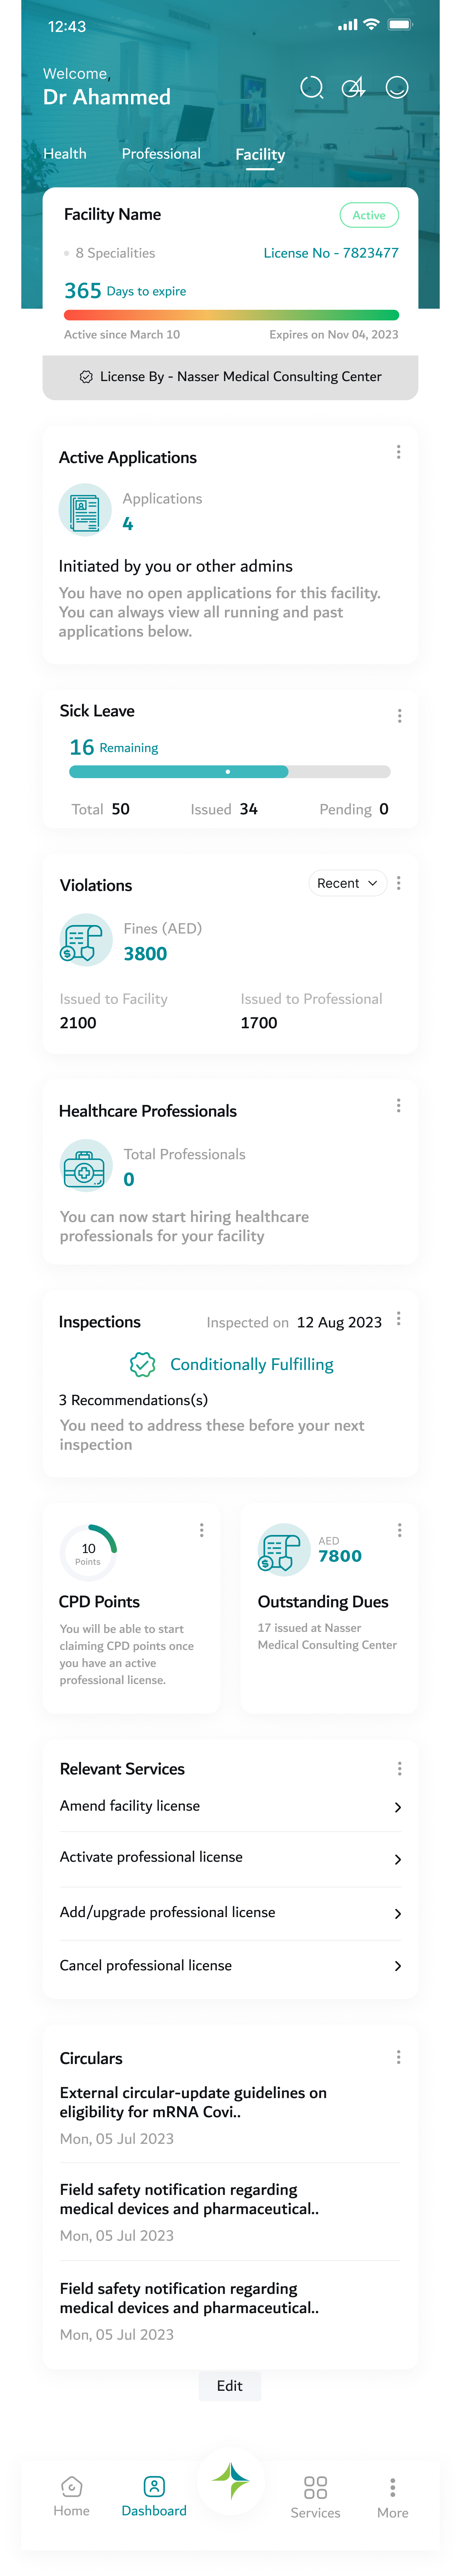 12:43
Welcome,
Dr Ahammed
Health Professional Facility
Facility Name Active
8 Specialities License No - 7823477
365 Days to expire
Active since March 10 Expires on Nov 04, 2023
License By - Nasser Medical Consulting Center
Active Applications
Applications
4
Initiated by you or other admins
You have no open applications for this facility.
You can always view all running and past
applications below.
Sick Leave
16 Remaining
Total 50 Issued 34 Pending 0
Violations Recent
Fines (AED)
3800
Issued to Facility Issued to Professional
2100 1700
Healthcare Professionals
Total Professionals
0
You can now start hiring healthcare
professionals for your facility
Inspections Inspected on 12 Aug 2023
Conditionally Fulfilling
3 Recommendations(s)
You need to address these before your next
inspection
10
Points
CPD Points
You will be able to start
claiming CPD points once
you have an active
professional license.
AED
7800
Outstanding Dues
17 issued at Nasser
Medical Consulting Center
Relevant Services
Amend facility license
Activate professional license
Add/upgrade professional license
Cancel professional license
Circulars
External circular-update guidelines on
eligibility for mRNA Covi..
Mon, 05 Jul 2023
Field safety notification regarding
medical devices and pharmaceutical..
Mon, 05 Jul 2023
Field safety notification regarding
medical devices and pharmaceutical..
Mon, 05 Jul 2023
Edit
Home Dashboard Services More